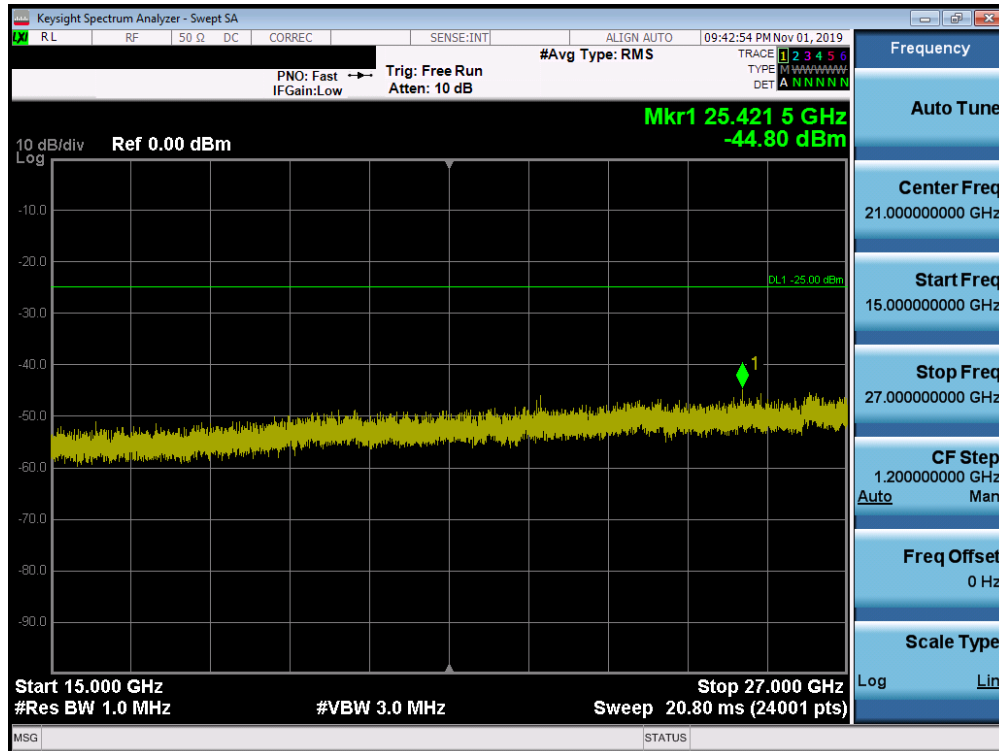 Keysight Spectrum Analyzer - Swept SA
LXI RL RF 50 Ω DC CORREC SENSE:INT ALIGN AUTO 09:42:54 PM Nov 01, 2019
#Avg Type: RMS TRACE 1 2 3 4 5 6
PNO: Fast Trig: Free Run TYPE M WWWWW
IFGain:Low Atten: 10 dB DET A N N N N N
Mkr1 25.421 5 GHz
-44.80 dBm
10 dB/div Ref 0.00 dBm
Log
-10.0
-20.0
DL1 -25.00 dBm
-30.0
-40.0
1
-50.0
-60.0
-70.0
-80.0
-90.0
Start 15.000 GHz Stop 27.000 GHz
#Res BW 1.0 MHz #VBW 3.0 MHz Sweep 20.80 ms (24001 pts)
MSG STATUS
Frequency
Auto Tune
Center Freq
21.000000000 GHz
Start Freq
15.000000000 GHz
Stop Freq
27.000000000 GHz
CF Step
1.200000000 GHz
Auto Man
Freq Offset
0 Hz
Scale Type
Log Lin